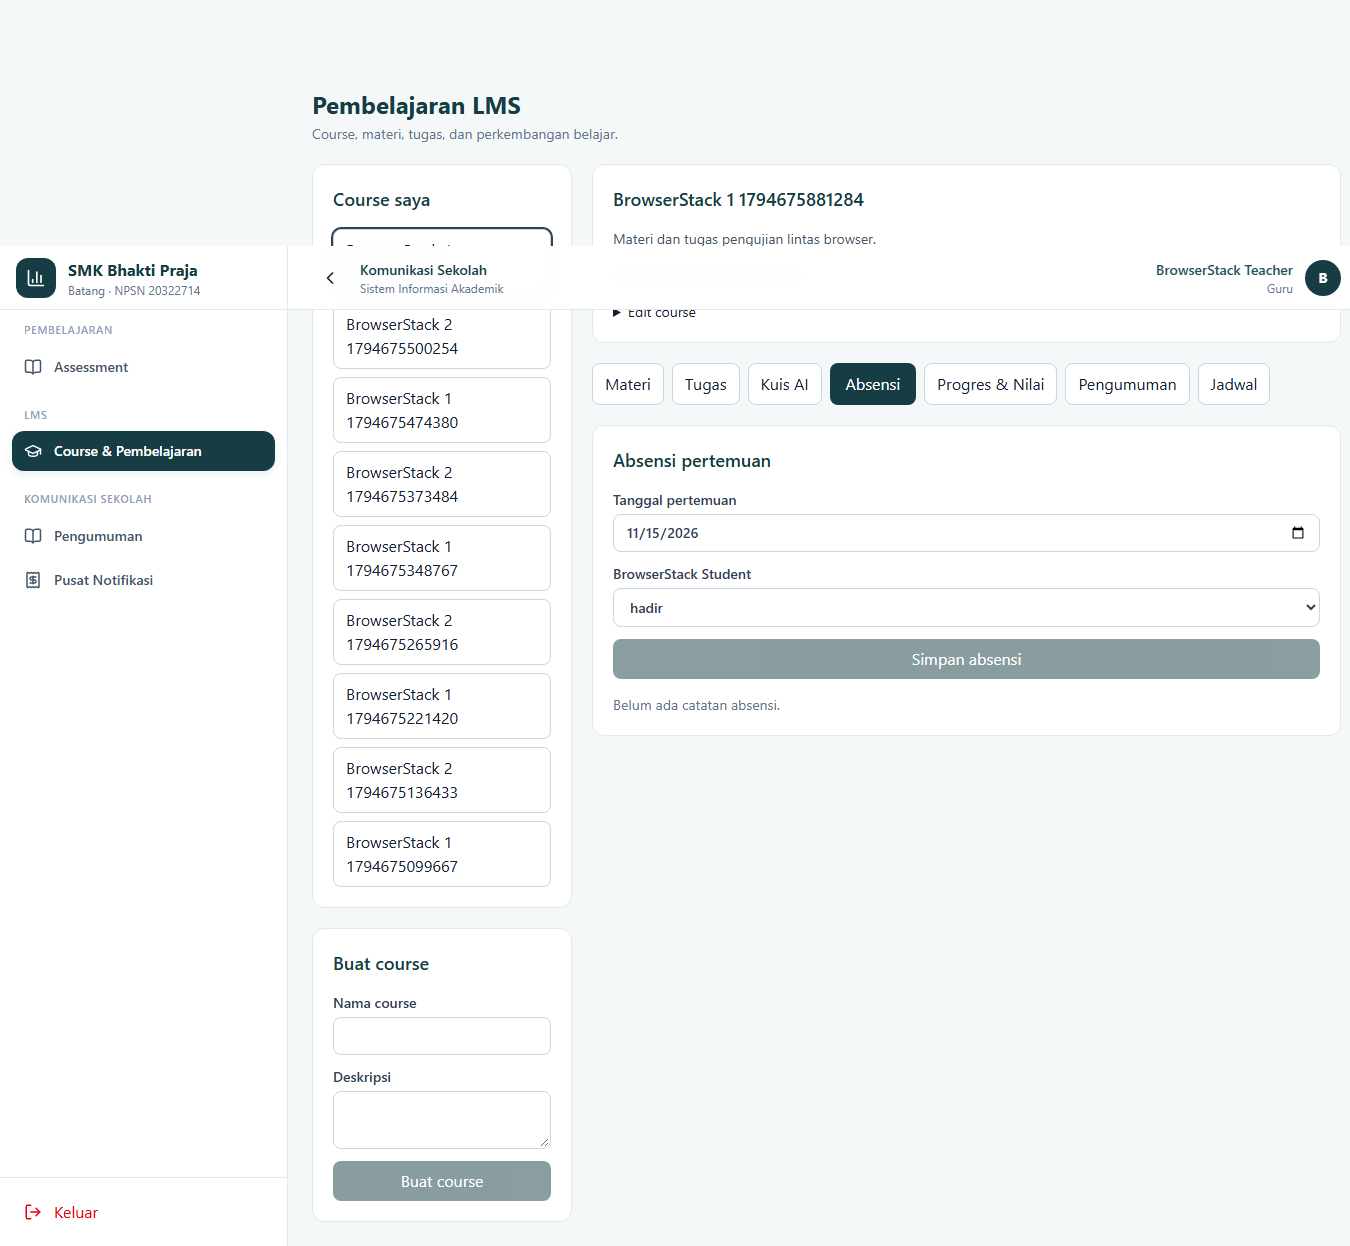 Pembelajaran LMS
Course, materi, tugas, dan perkembangan belajar.
Course saya
BrowserStack 1 1794675881284
Materi dan tugas pengujian lintas browser.
SMK Bhakti Praja
Batang · NPSN 20322714
Komunikasi Sekolah
Sistem Informasi Akademik
BrowserStack Teacher
Guru
B
PEMBELAJARAN
Assessment
LMS
Course & Pembelajaran
KOMUNIKASI SEKOLAH
Pengumuman
Pusat Notifikasi
Keluar
BrowserStack 2
1794675500254
BrowserStack 1
1794675474380
BrowserStack 2
1794675373484
BrowserStack 1
1794675348767
BrowserStack 2
1794675265916
BrowserStack 1
1794675221420
BrowserStack 2
1794675136433
BrowserStack 1
1794675099667
Buat course
Nama course
Deskripsi
Buat course
Edit course
Materi
Tugas
Kuis AI
Absensi
Progres & Nilai
Pengumuman
Jadwal
Absensi pertemuan
Tanggal pertemuan
11/15/2026
BrowserStack Student
hadir
Simpan absensi
Belum ada catatan absensi.